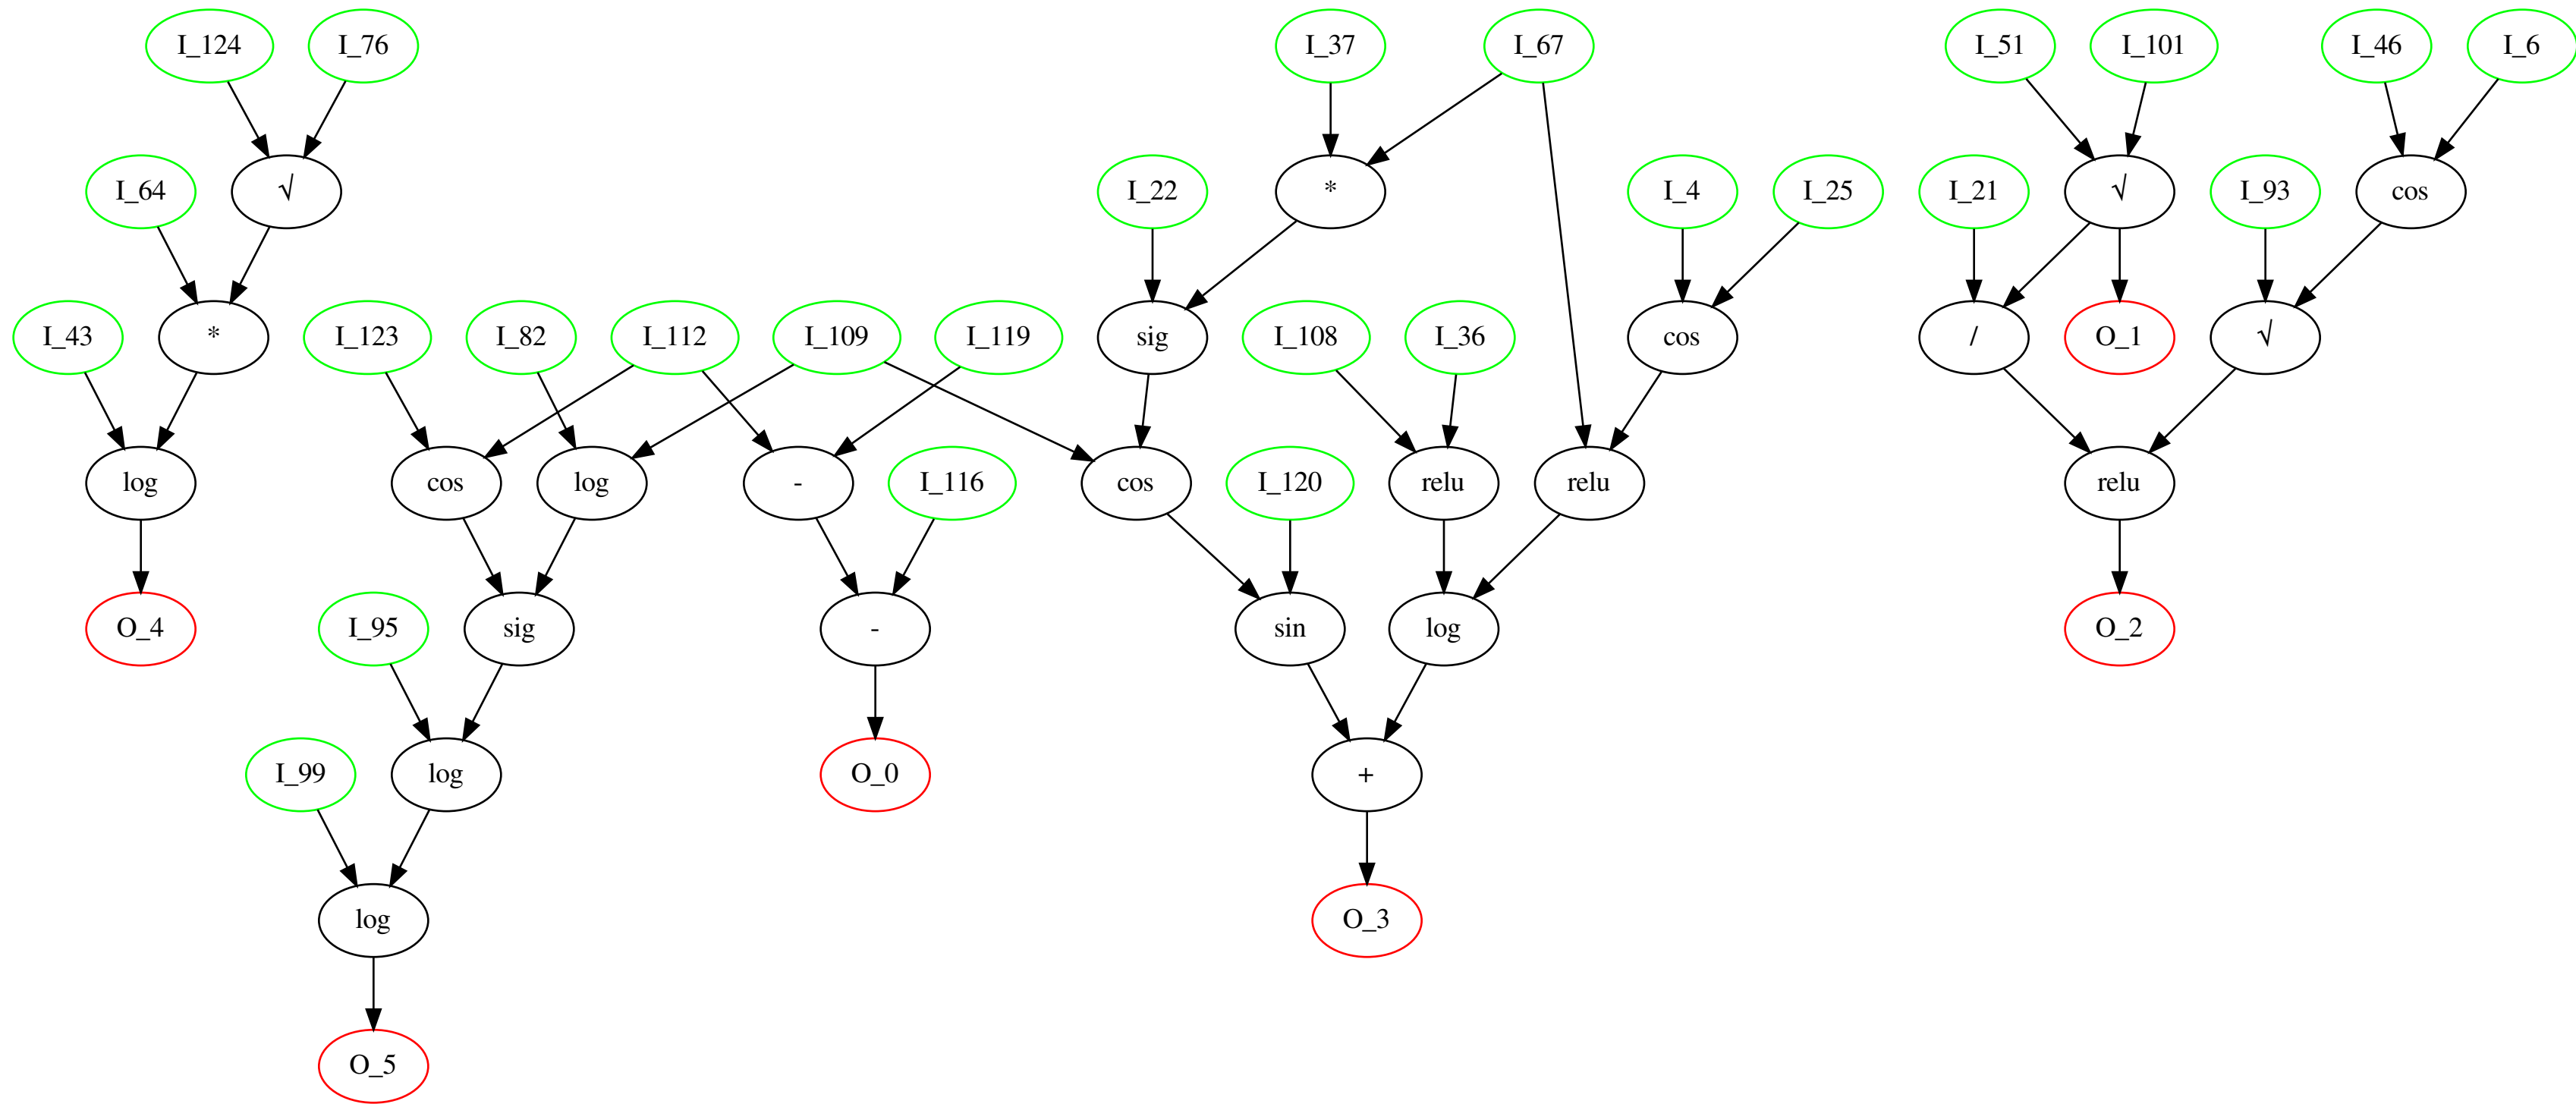 I_124 I_76 I_37 I_67 I_51 I_101 I_46 I_6
I_64 √ I_22 * I_4 I_25 I_21 √ I_93 cos
I_43 * I_123 I_82 I_112 I_109 I_119 sig I_108 I_36 cos / O_1 √
log cos log - I_116 cos I_120 relu relu relu
O_4 I_95 sig - sin log O_2
I_99 log O_0 +
log O_3
O_5